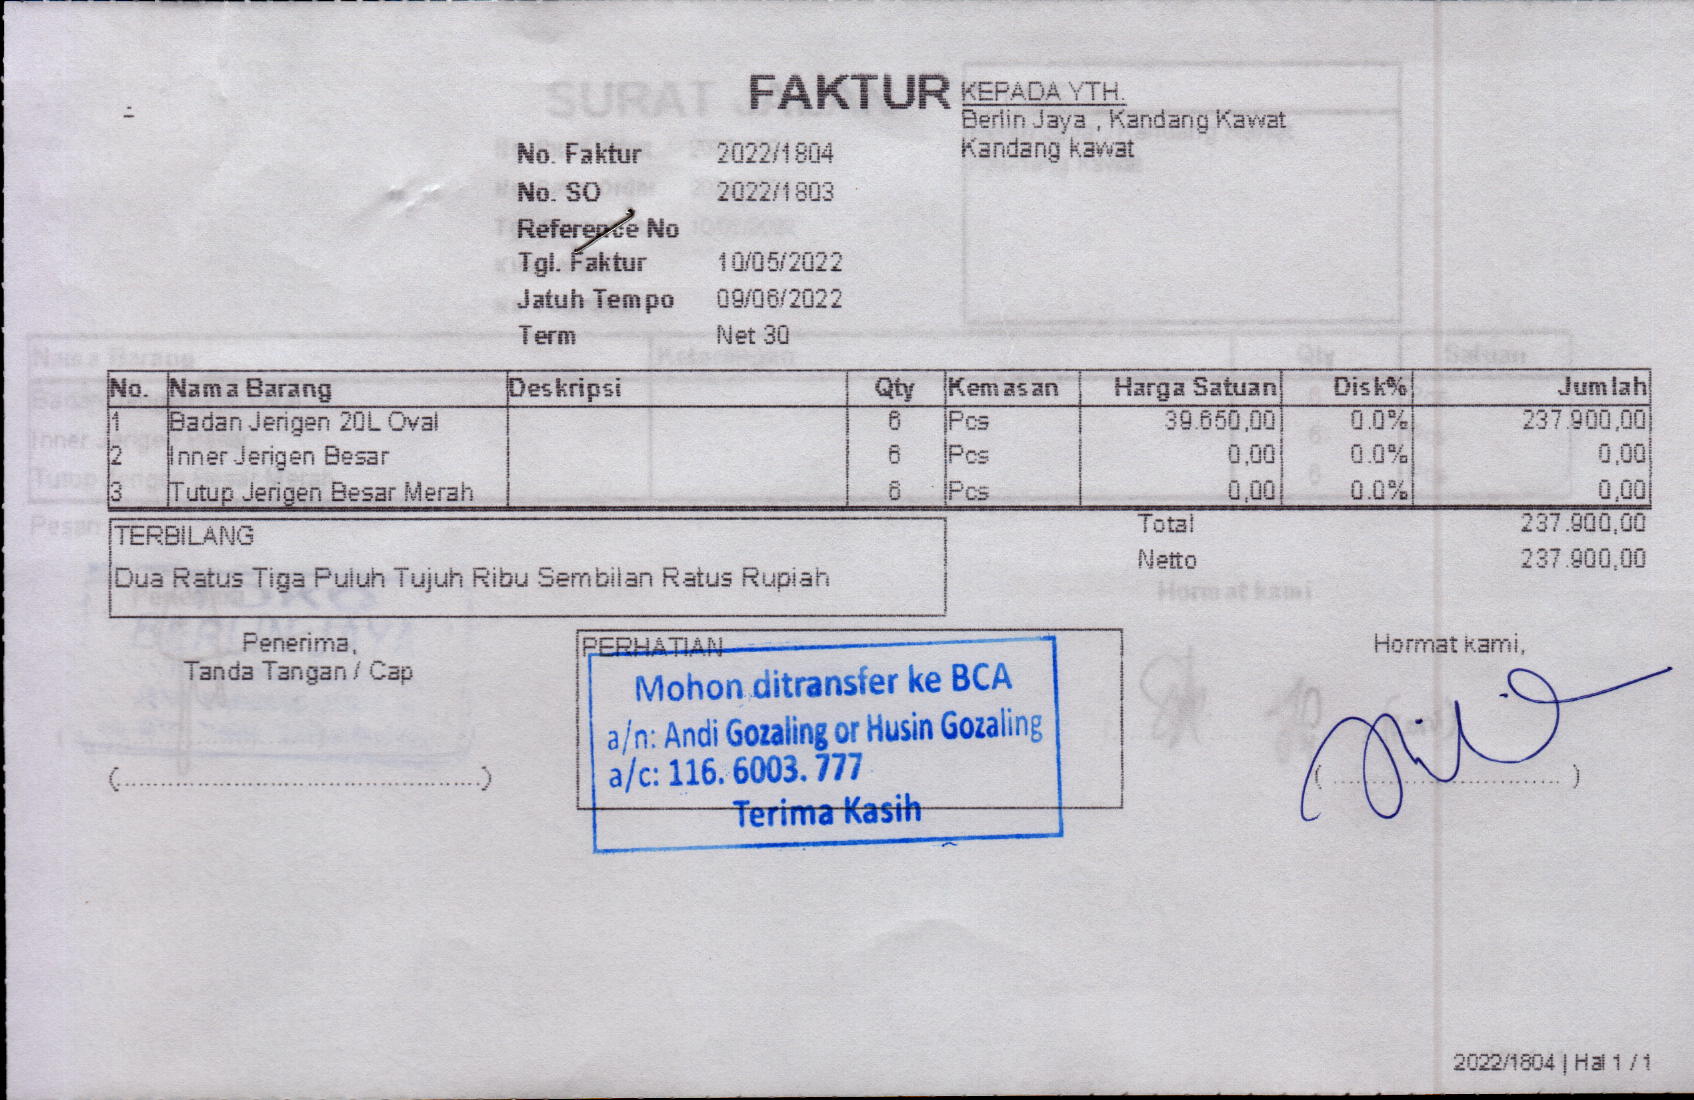 FAKTUR
KEPADA YTH.
Berlin Jaya , Kandang Kawat
Kandang kawat
No. Faktur 2022/1804
No. SO 2022/1803
Reference No
Tgl. Faktur 10/05/2022
Jatuh Tempo 09/06/2022
Term Net 30
No. Nama Barang Deskripsi Qty Kemasan Harga Satuan Disk% Jumlah
1 Badan Jerigen 20L Oval 6 Pcs 39.650,00 0.0% 237.900,00
2 Inner Jerigen Besar 6 Pcs 0,00 0.0% 0,00
3 Tutup Jerigen Besar Merah 6 Pcs 0,00 0.0% 0,00
Total 237.900,00
Netto 237.900,00
TERBILANG
Dua Ratus Tiga Puluh Tujuh Ribu Sembilan Ratus Rupiah
Penerima,
Tanda Tangan / Cap
(..........................................)
PERHATIAN
Mohon ditransfer ke BCA
a/n: Andi Gozaling or Husin Gozaling
a/c: 116. 6003. 777
Terima Kasih
Hormat kami,
( .......................... )
2022/1804 | Hal 1 / 1